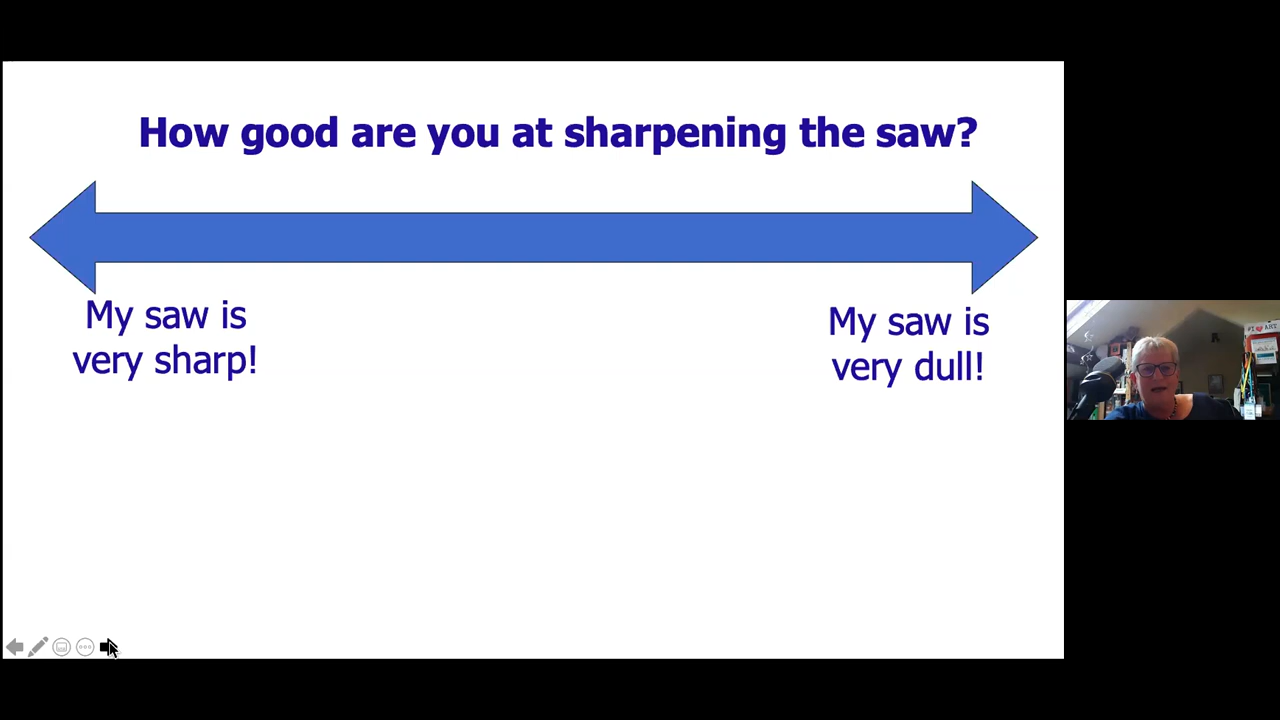 How good are you at sharpening the saw?
My saw is
very sharp!
My saw is
very dull!